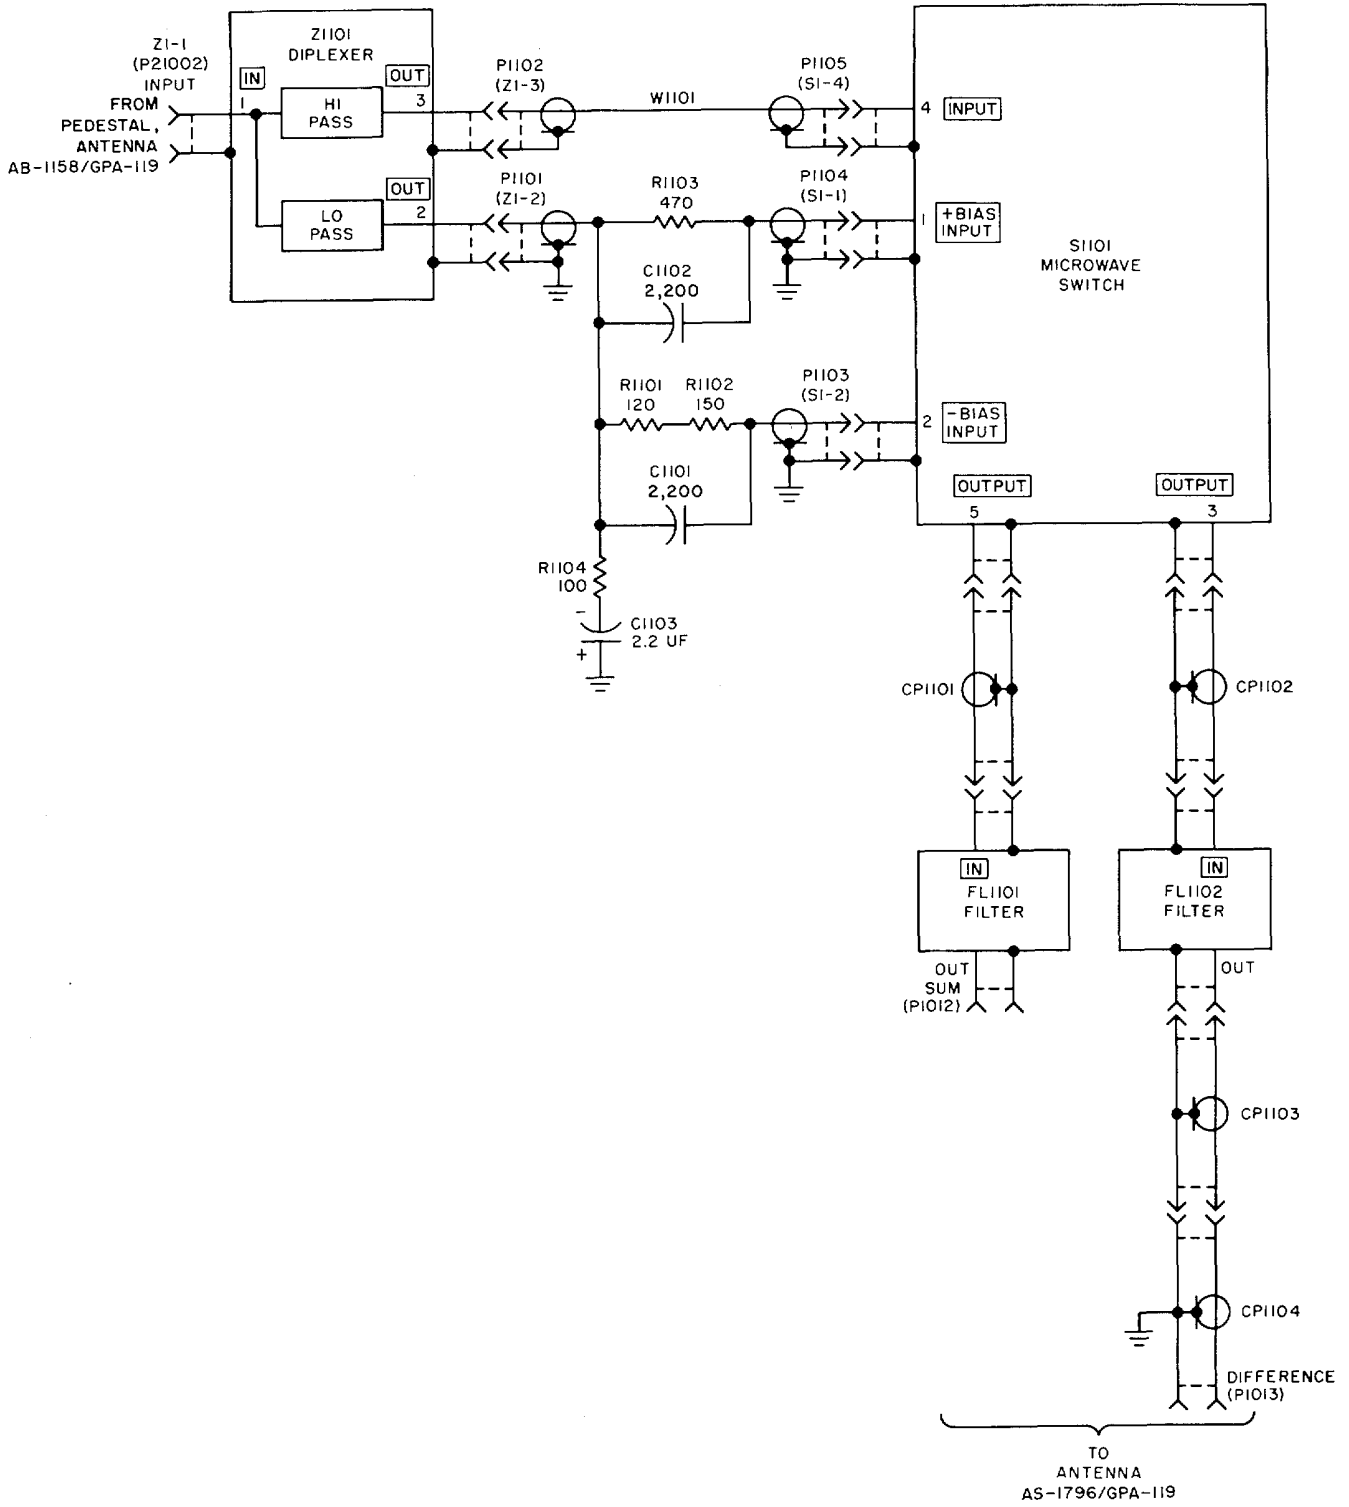 Z1-1
(P21002)
INPUT
FROM
PEDESTAL,
ANTENNA
AB-1158/GPA-119
Z1101
DIPLEXER
IN
1
HI
PASS
OUT
3
LO
PASS
OUT
2
P1102
(Z1-3)
W1101
P1105
(S1-4)
4 INPUT
P1101
(Z1-2)
R1103
470
P1104
(S1-1)
1 +BIAS
INPUT
C1102
2,200
S1101
MICROWAVE
SWITCH
R1101
120
R1102
150
P1103
(S1-2)
2 -BIAS
INPUT
C1101
2,200
OUTPUT
5
OUTPUT
3
R1104
100
-
+
C1103
2.2 UF
CP1101
CP1102
IN
FL1101
FILTER
IN
FL1102
FILTER
OUT
SUM
(P1012)
OUT
CP1103
CP1104
DIFFERENCE
(P1013)
TO
ANTENNA
AS-1796/GPA-119